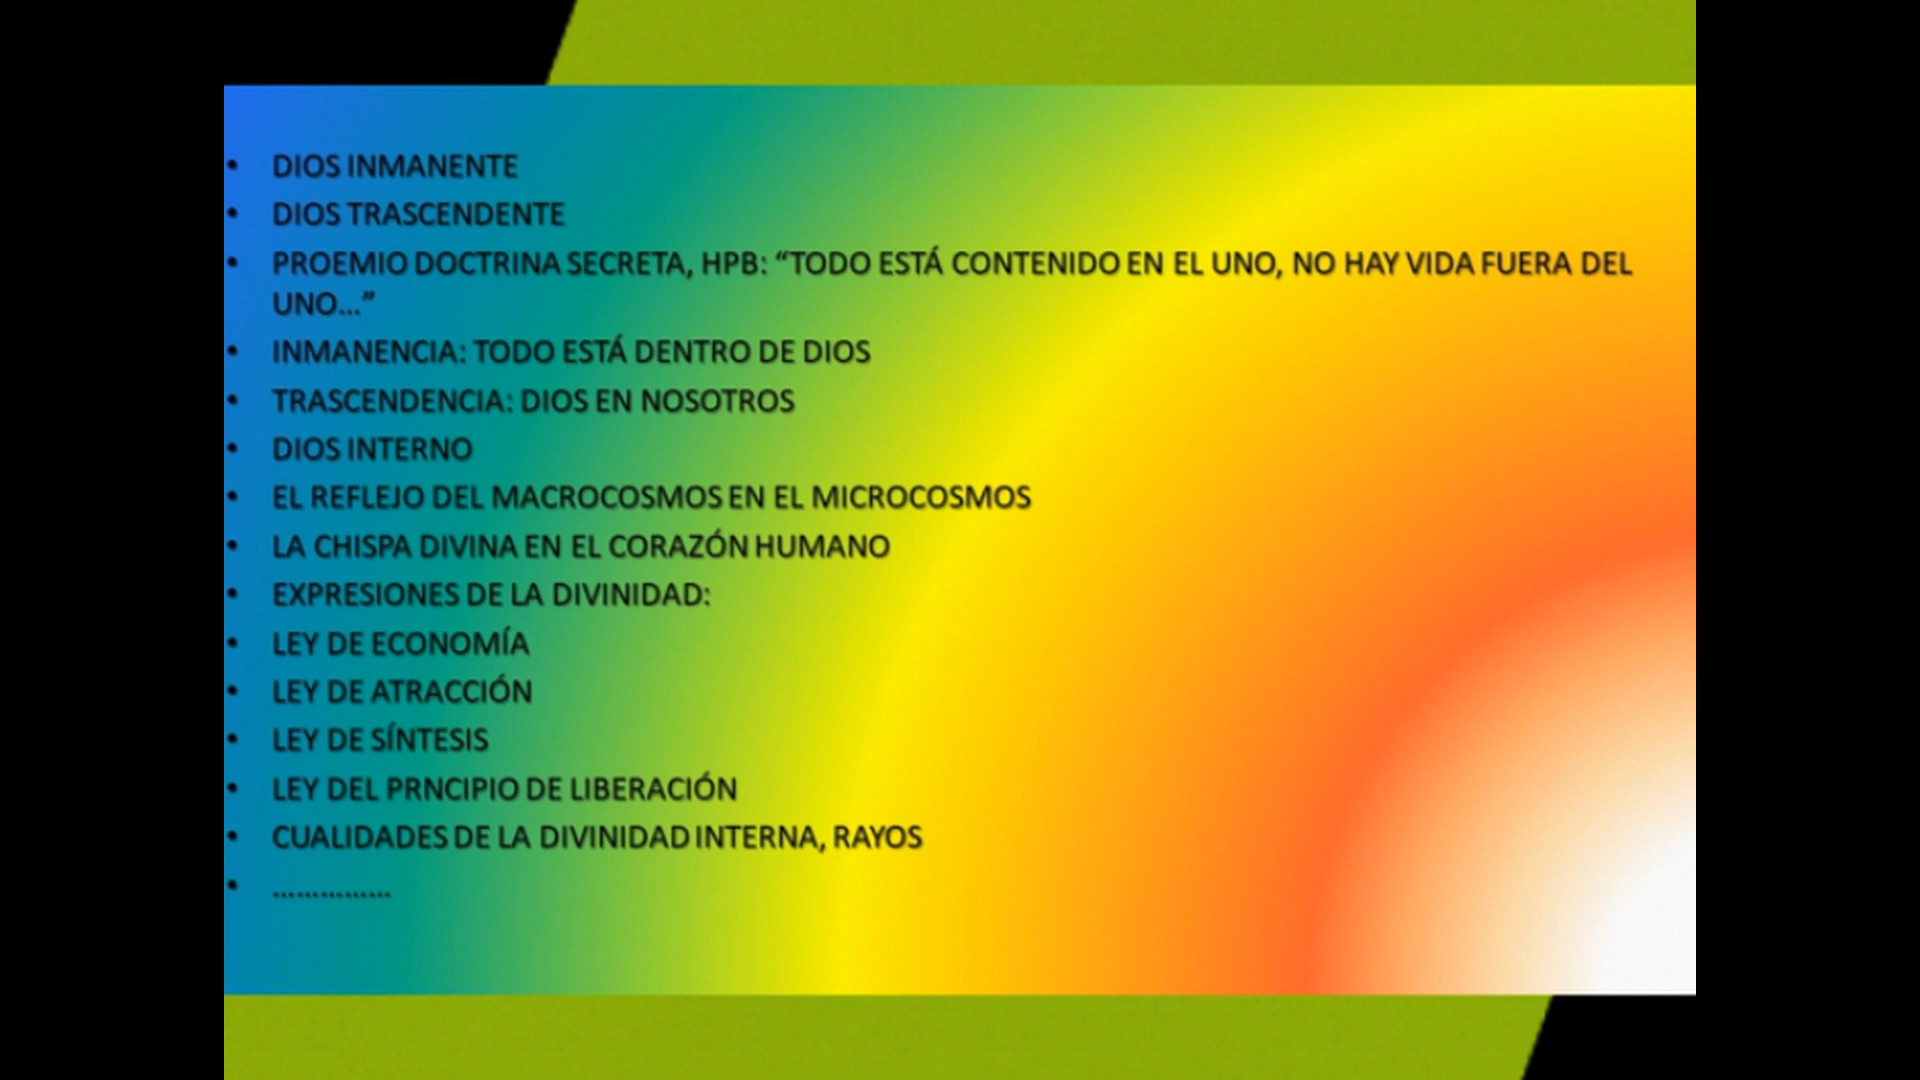 • DIOS INMANENTE
• DIOS TRASCENDENTE
• PROEMIO DOCTRINA SECRETA, HPB: “TODO ESTÁ CONTENIDO EN EL UNO, NO HAY VIDA FUERA DEL
UNO…”
• INMANENCIA: TODO ESTÁ DENTRO DE DIOS
• TRASCENDENCIA: DIOS EN NOSOTROS
• DIOS INTERNO
• EL REFLEJO DEL MACROCOSMOS EN EL MICROCOSMOS
• LA CHISPA DIVINA EN EL CORAZÓN HUMANO
• EXPRESIONES DE LA DIVINIDAD:
• LEY DE ECONOMÍA
• LEY DE ATRACCIÓN
• LEY DE SÍNTESIS
• LEY DEL PRNCIPIO DE LIBERACIÓN
• CUALIDADES DE LA DIVINIDAD INTERNA, RAYOS
• ……………